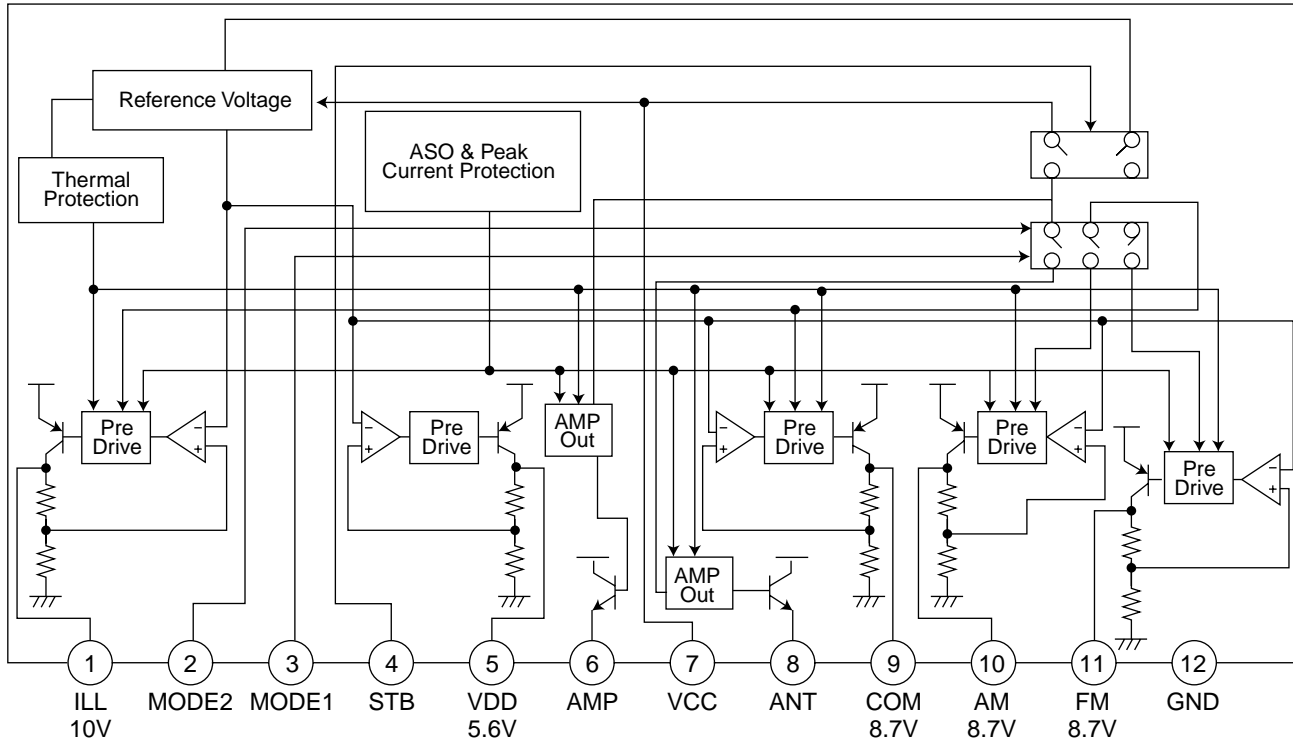 Reference Voltage
ASO & Peak
Current Protection
Thermal
Protection
Pre
Drive
-
+
-
+
Pre
Drive
AMP
Out
-
+
Pre
Drive
Pre
Drive
-
+
Pre
Drive
-
+
AMP
Out
1 2 3 4 5 6 7 8 9 10 11 12
ILL MODE2 MODE1 STB VDD AMP VCC ANT COM AM FM GND
10V 5.6V 8.7V 8.7V 8.7V